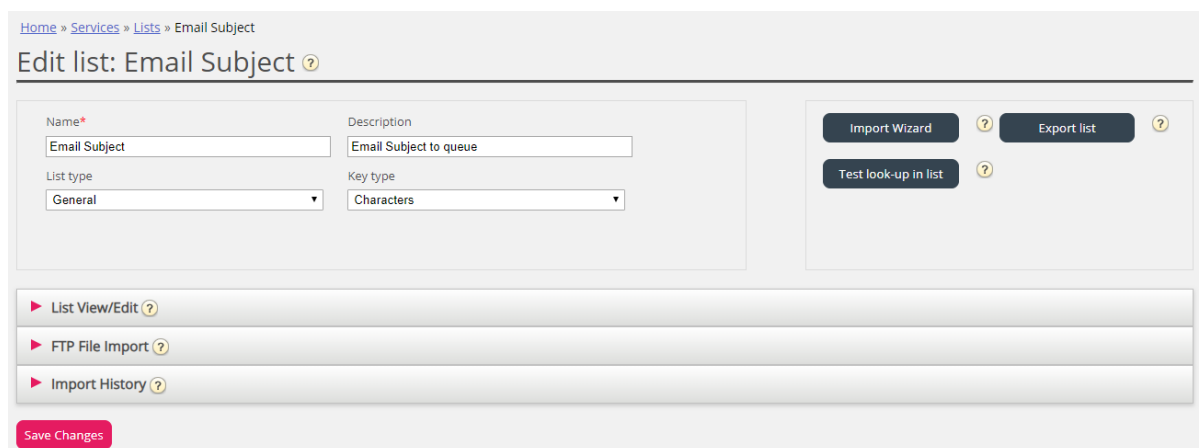 Home » Services » Lists » Email Subject
Edit list: Email Subject ?
Name* Description
Email Subject Email Subject to queue
List type Key type
General Characters
Import Wizard ? Export list ?
Test look-up in list ?
List View/Edit ?
FTP File Import ?
Import History ?
Save Changes